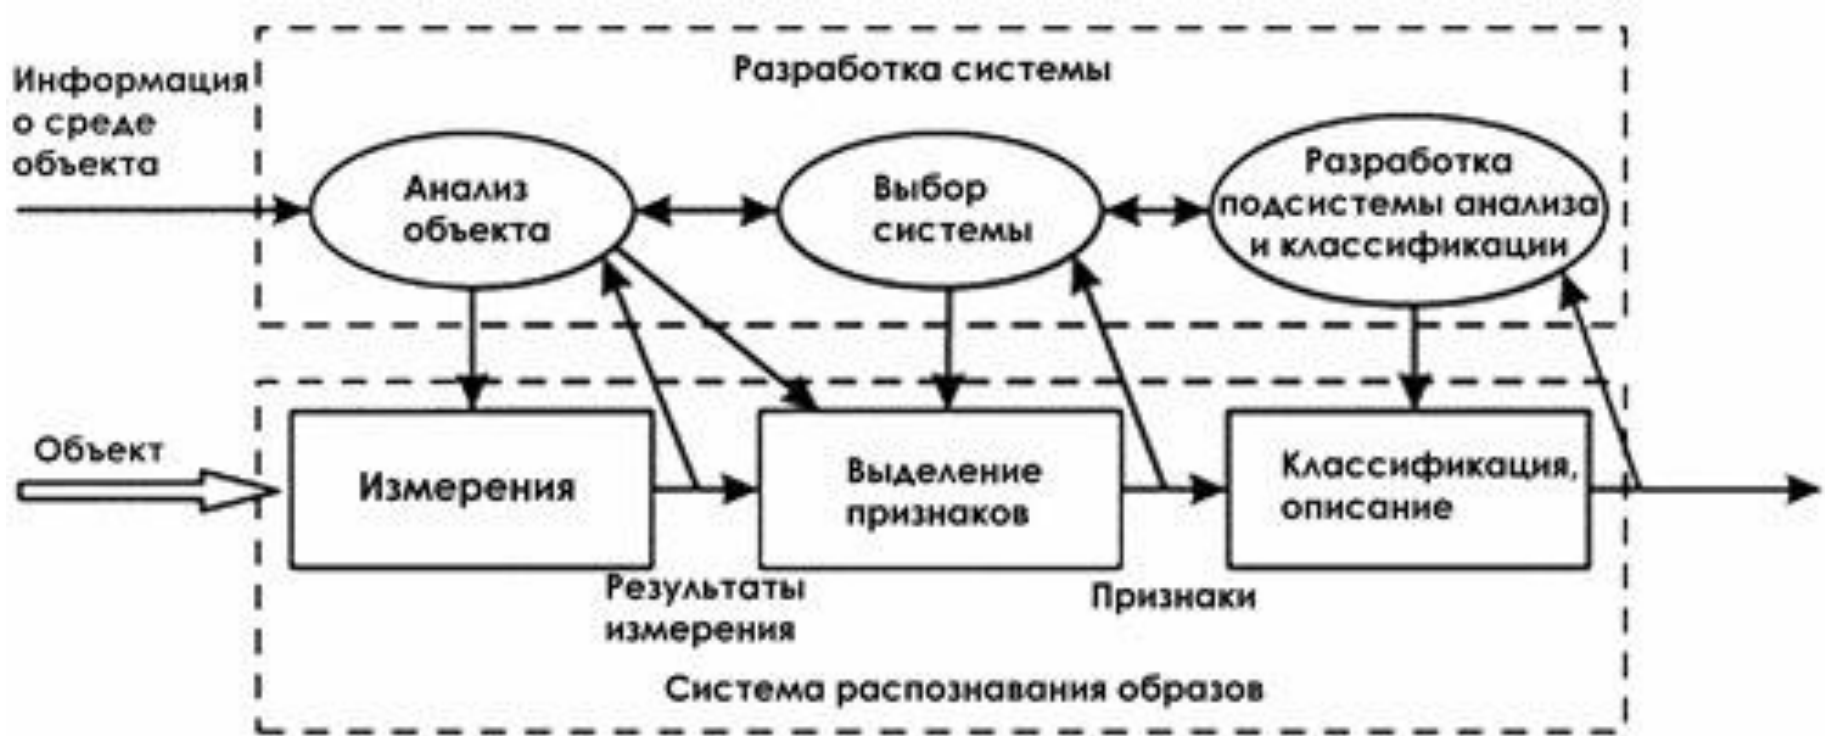 Разработка системы
Информация
о среде
объекта
Анализ
объекта
Выбор
системы
Разработка
подсистемы анализа
и классификации
Объект
Измерения
Выделение
признаков
Классификация,
описание
Результаты
измерения
Признаки
Система распознавания образов